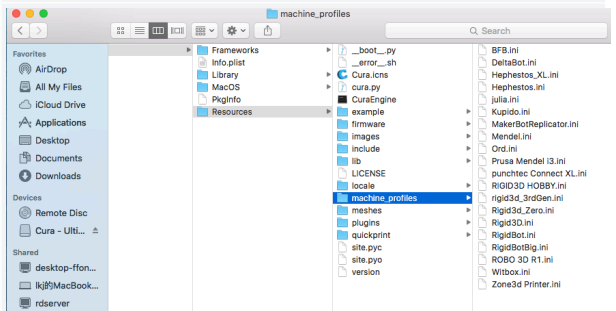 machine_profiles
Search
Favorites
AirDrop
All My Files
iCloud Drive
Applications
Desktop
Documents
Downloads
Devices
Remote Disc
Cura - Ulti...
Shared
desktop-ffon...
lkj的MacBook...
rdserver
Frameworks
Info.plist
Library
MacOS
PkgInfo
Resources
__boot__.py
__error__.sh
Cura.icns
cura.py
CuraEngine
example
firmware
images
include
lib
LICENSE
locale
machine_profiles
meshes
plugins
quickprint
site.pyc
site.pyo
version
BFB.ini
DeltaBot.ini
Hephestos_XL.ini
Hephestos.ini
julia.ini
Kupido.ini
MakerBotReplicator.ini
Mendel.ini
Ord.ini
Prusa Mendel i3.ini
punchtec Connect XL.ini
RIGID3D HOBBY.ini
rigid3d_3rdGen.ini
Rigid3d_Zero.ini
Rigid3D.ini
RigidBot.ini
RigidBotBig.ini
ROBO 3D R1.ini
Witbox.ini
Zone3d Printer.ini